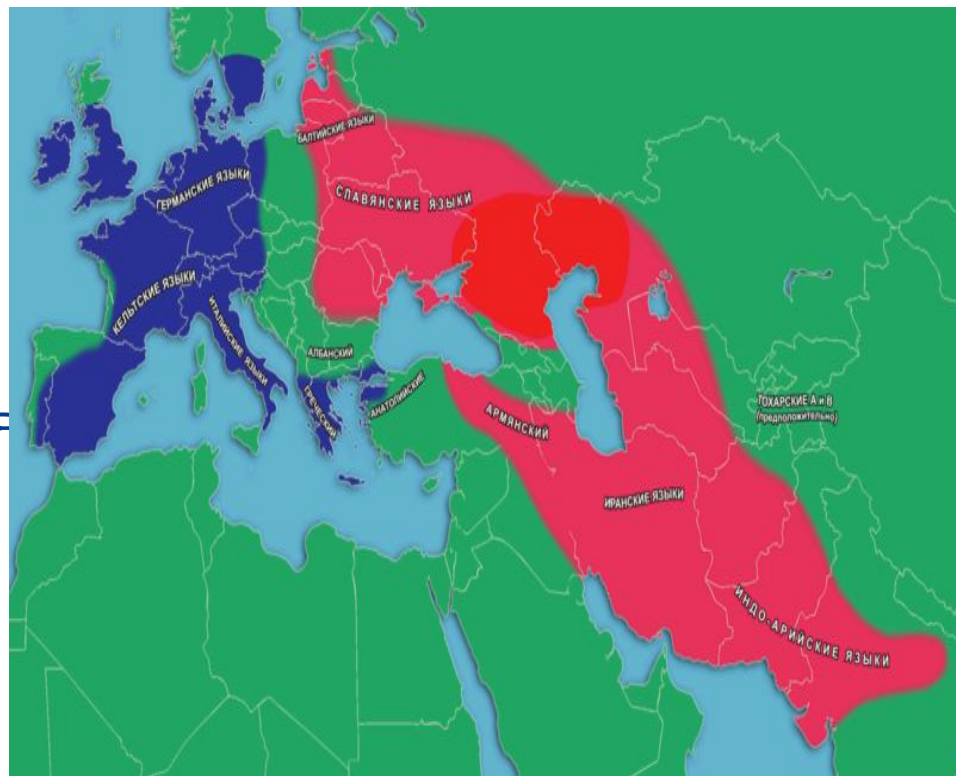 БАЛТИЙСКИЕ ЯЗЫКИ
ГЕРМАНСКИЕ ЯЗЫКИ
СЛАВЯНСКИЕ ЯЗЫКИ
КЕЛЬТСКИЕ ЯЗЫКИ
ИТАЛИЙСКИЕ ЯЗЫКИ
АЛБАНСКИЙ
ГРЕЧЕСКИЙ
АНАТОЛИЙСКИЕ
АРМЯНСКИЙ
ТОХАРСКИЕ А и В
(предположительно)
ИРАНСКИЕ ЯЗЫКИ
ИНДО-АРИЙСКИЕ ЯЗЫКИ